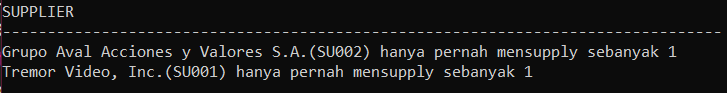 SUPPLIER
--------------------------------------------------------------------------------
Grupo Aval Acciones y Valores S.A.(SU002) hanya pernah mensupply sebanyak 1
Tremor Video, Inc.(SU001) hanya pernah mensupply sebanyak 1